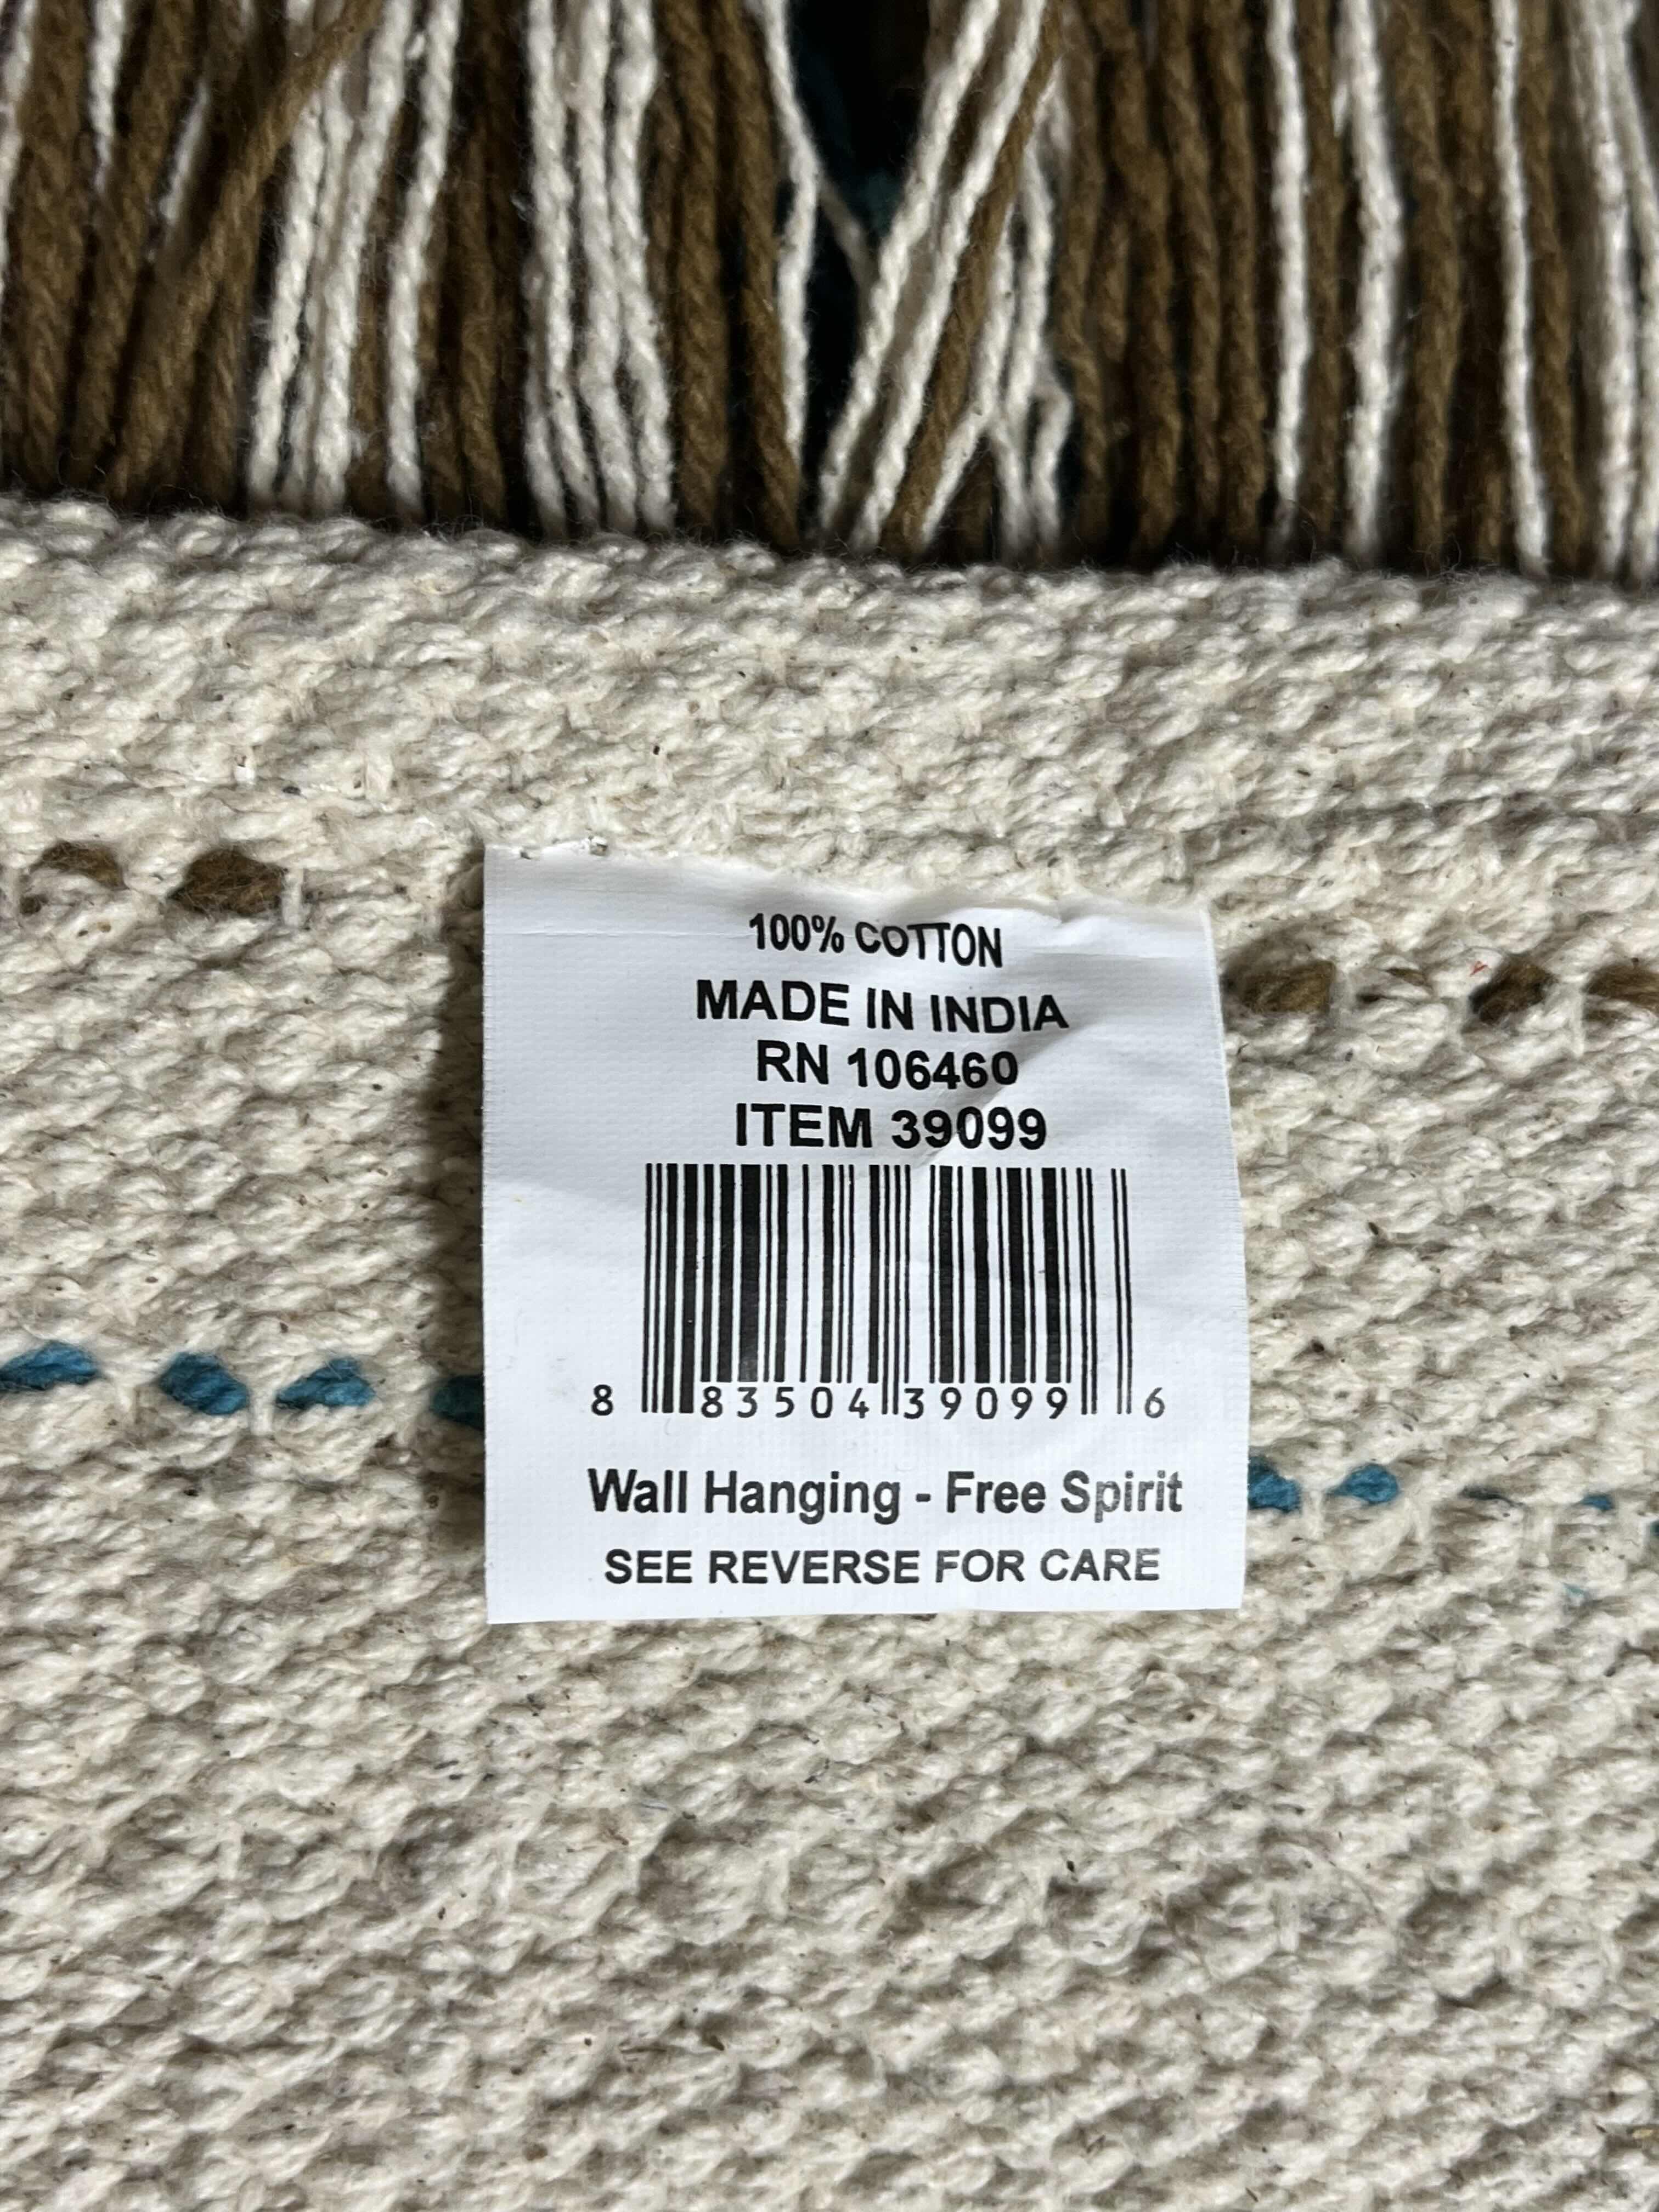 100% COTTON
MADE IN INDIA
RN 106460
ITEM 39099
8 83504 39099 6
Wall Hanging - Free Spirit
SEE REVERSE FOR CARE